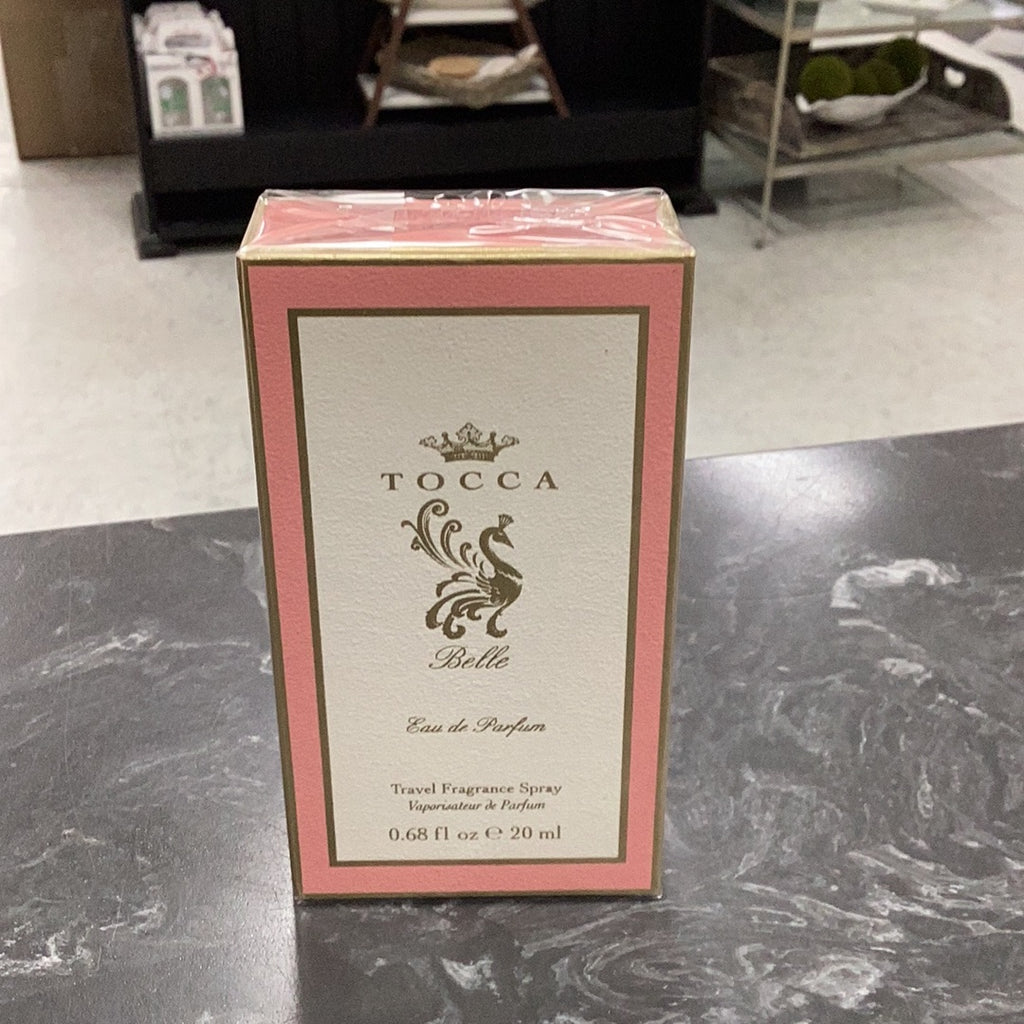 TOCCA
Belle
Eau de Parfum
Travel Fragrance Spray
Vaporisateur de Parfum
0.68 fl oz ℮ 20 ml